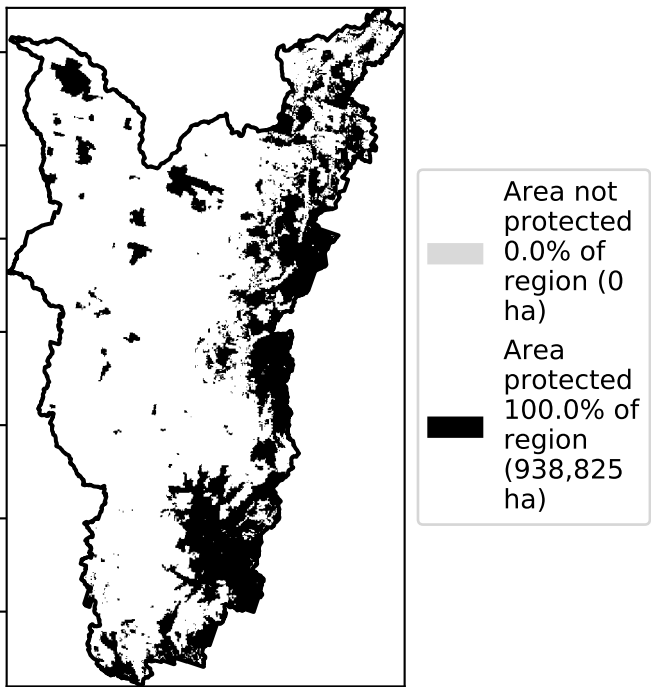 Area not
protected
0.0% of
region (0
ha)
Area
protected
100.0% of
region
(938,825
ha)